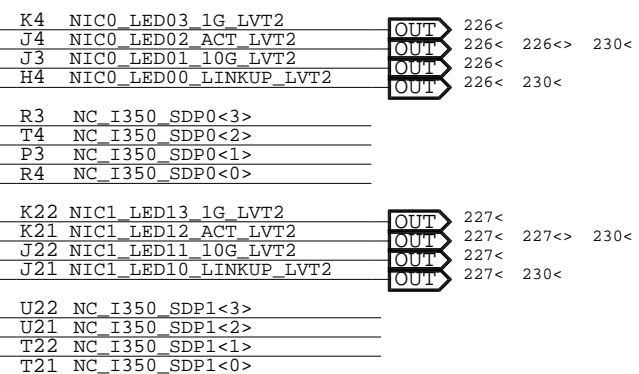 K4 NIC0_LED03_1G_LVT2 OUT 226<
J4 NIC0_LED02_ACT_LVT2 OUT 226< 226<> 230<
J3 NIC0_LED01_10G_LVT2 OUT 226<
H4 NIC0_LED00_LINKUP_LVT2 OUT 226< 230<
R3 NC_I350_SDP0<3>
T4 NC_I350_SDP0<2>
P3 NC_I350_SDP0<1>
R4 NC_I350_SDP0<0>
K22 NIC1_LED13_1G_LVT2 OUT 227<
K21 NIC1_LED12_ACT_LVT2 OUT 227< 227<> 230<
J22 NIC1_LED11_10G_LVT2 OUT 227<
J21 NIC1_LED10_LINKUP_LVT2 OUT 227< 230<
U22 NC_I350_SDP1<3>
U21 NC_I350_SDP1<2>
T22 NC_I350_SDP1<1>
T21 NC_I350_SDP1<0>